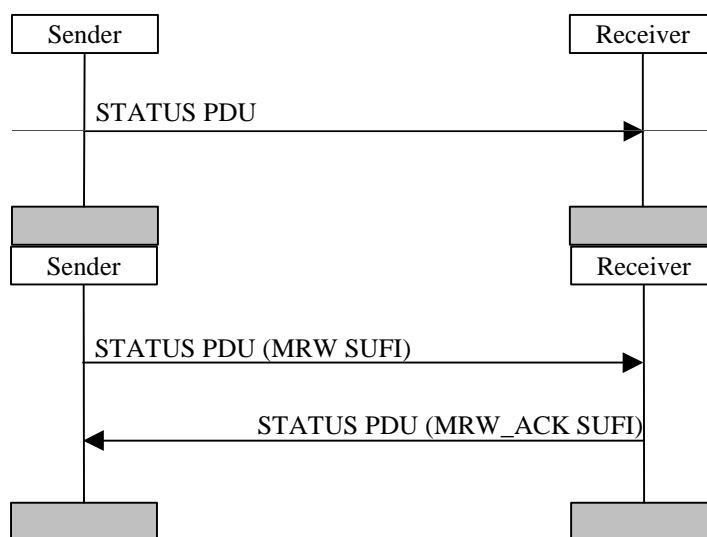 Sender
Receiver
STATUS PDU
Sender
Receiver
STATUS PDU (MRW SUFI)
STATUS PDU (MRW_ACK SUFI)